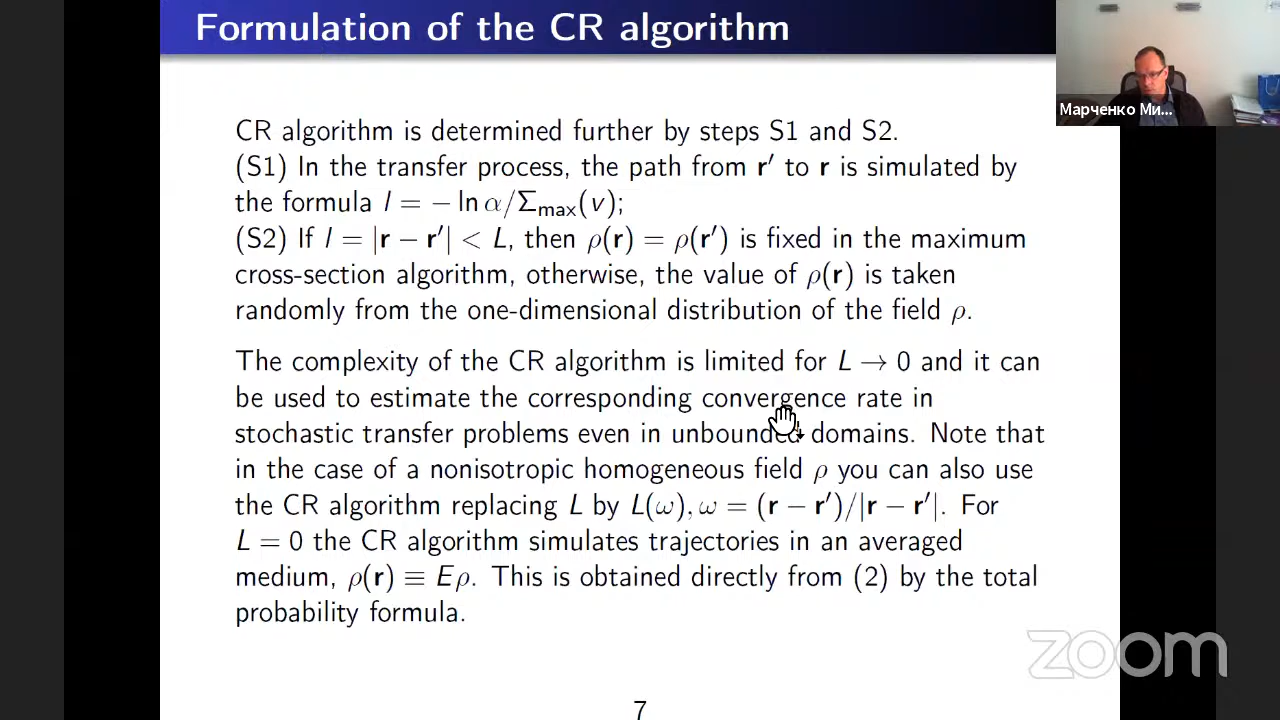 Formulation of the CR algorithm
Марченко Ми...
CR algorithm is determined further by steps S1 and S2.
(S1) In the transfer process, the path from r′ to r is simulated by
the formula l = − ln α/Σmax(v);
(S2) If l = |r − r′| < L, then ρ(r) = ρ(r′) is fixed in the maximum
cross-section algorithm, otherwise, the value of ρ(r) is taken
randomly from the one-dimensional distribution of the field ρ.
The complexity of the CR algorithm is limited for L → 0 and it can
be used to estimate the corresponding convergence rate in
stochastic transfer problems even in unbounded domains. Note that
in the case of a nonisotropic homogeneous field ρ you can also use
the CR algorithm replacing L by L(ω), ω = (r − r′)/|r − r′|. For
L = 0 the CR algorithm simulates trajectories in an averaged
medium, ρ(r) ≡ Eρ. This is obtained directly from (2) by the total
probability formula.
zoom
7